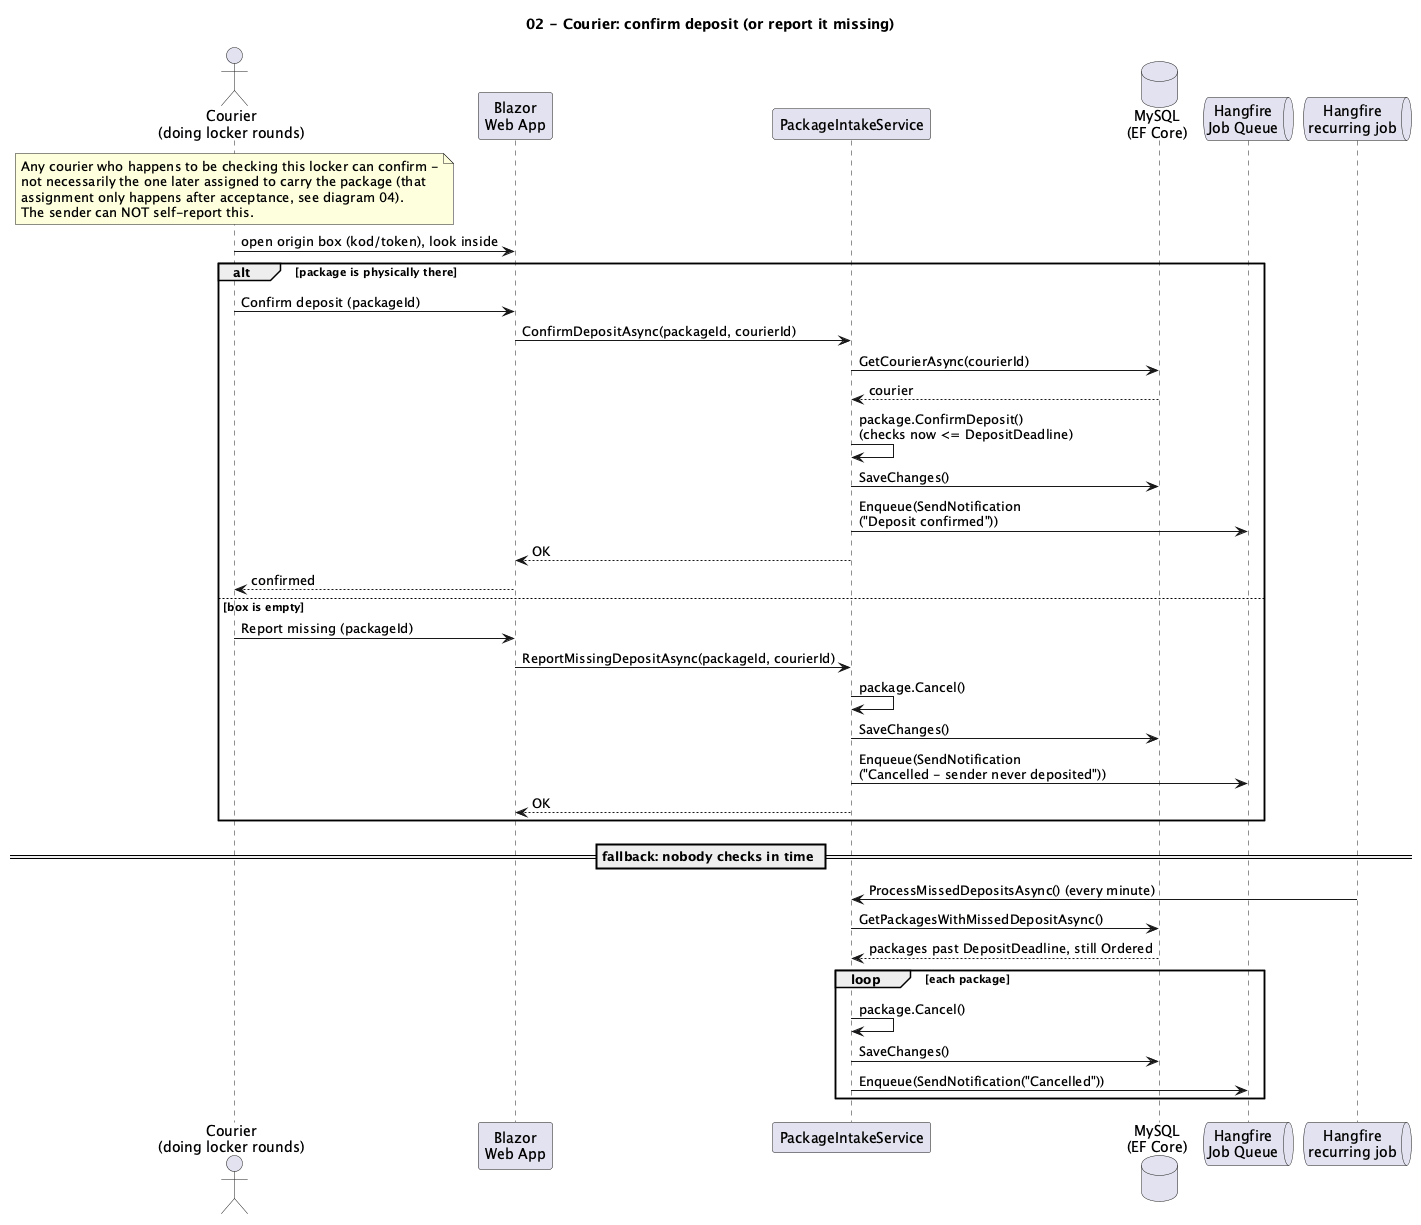 02 - Courier: confirm deposit (or report it missing)
Courier
(doing locker rounds)
Blazor
Web App
PackageIntakeService
MySQL
(EF Core)
Hangfire
Job Queue
Hangfire
recurring job
Any courier who happens to be checking this locker can confirm -
not necessarily the one later assigned to carry the package (that
assignment only happens after acceptance, see diagram 04).
The sender can NOT self-report this.
open origin box (kod/token), look inside
alt
[package is physically there]
Confirm deposit (packageId)
ConfirmDepositAsync(packageId, courierId)
GetCourierAsync(courierId)
courier
package.ConfirmDeposit()
(checks now <= DepositDeadline)
SaveChanges()
Enqueue(SendNotification
("Deposit confirmed"))
OK
confirmed
[box is empty]
Report missing (packageId)
ReportMissingDepositAsync(packageId, courierId)
package.Cancel()
SaveChanges()
Enqueue(SendNotification
("Cancelled - sender never deposited"))
OK
fallback: nobody checks in time
ProcessMissedDepositsAsync() (every minute)
GetPackagesWithMissedDepositAsync()
packages past DepositDeadline, still Ordered
loop
[each package]
package.Cancel()
SaveChanges()
Enqueue(SendNotification("Cancelled"))
Courier
(doing locker rounds)
Blazor
Web App
PackageIntakeService
MySQL
(EF Core)
Hangfire
Job Queue
Hangfire
recurring job